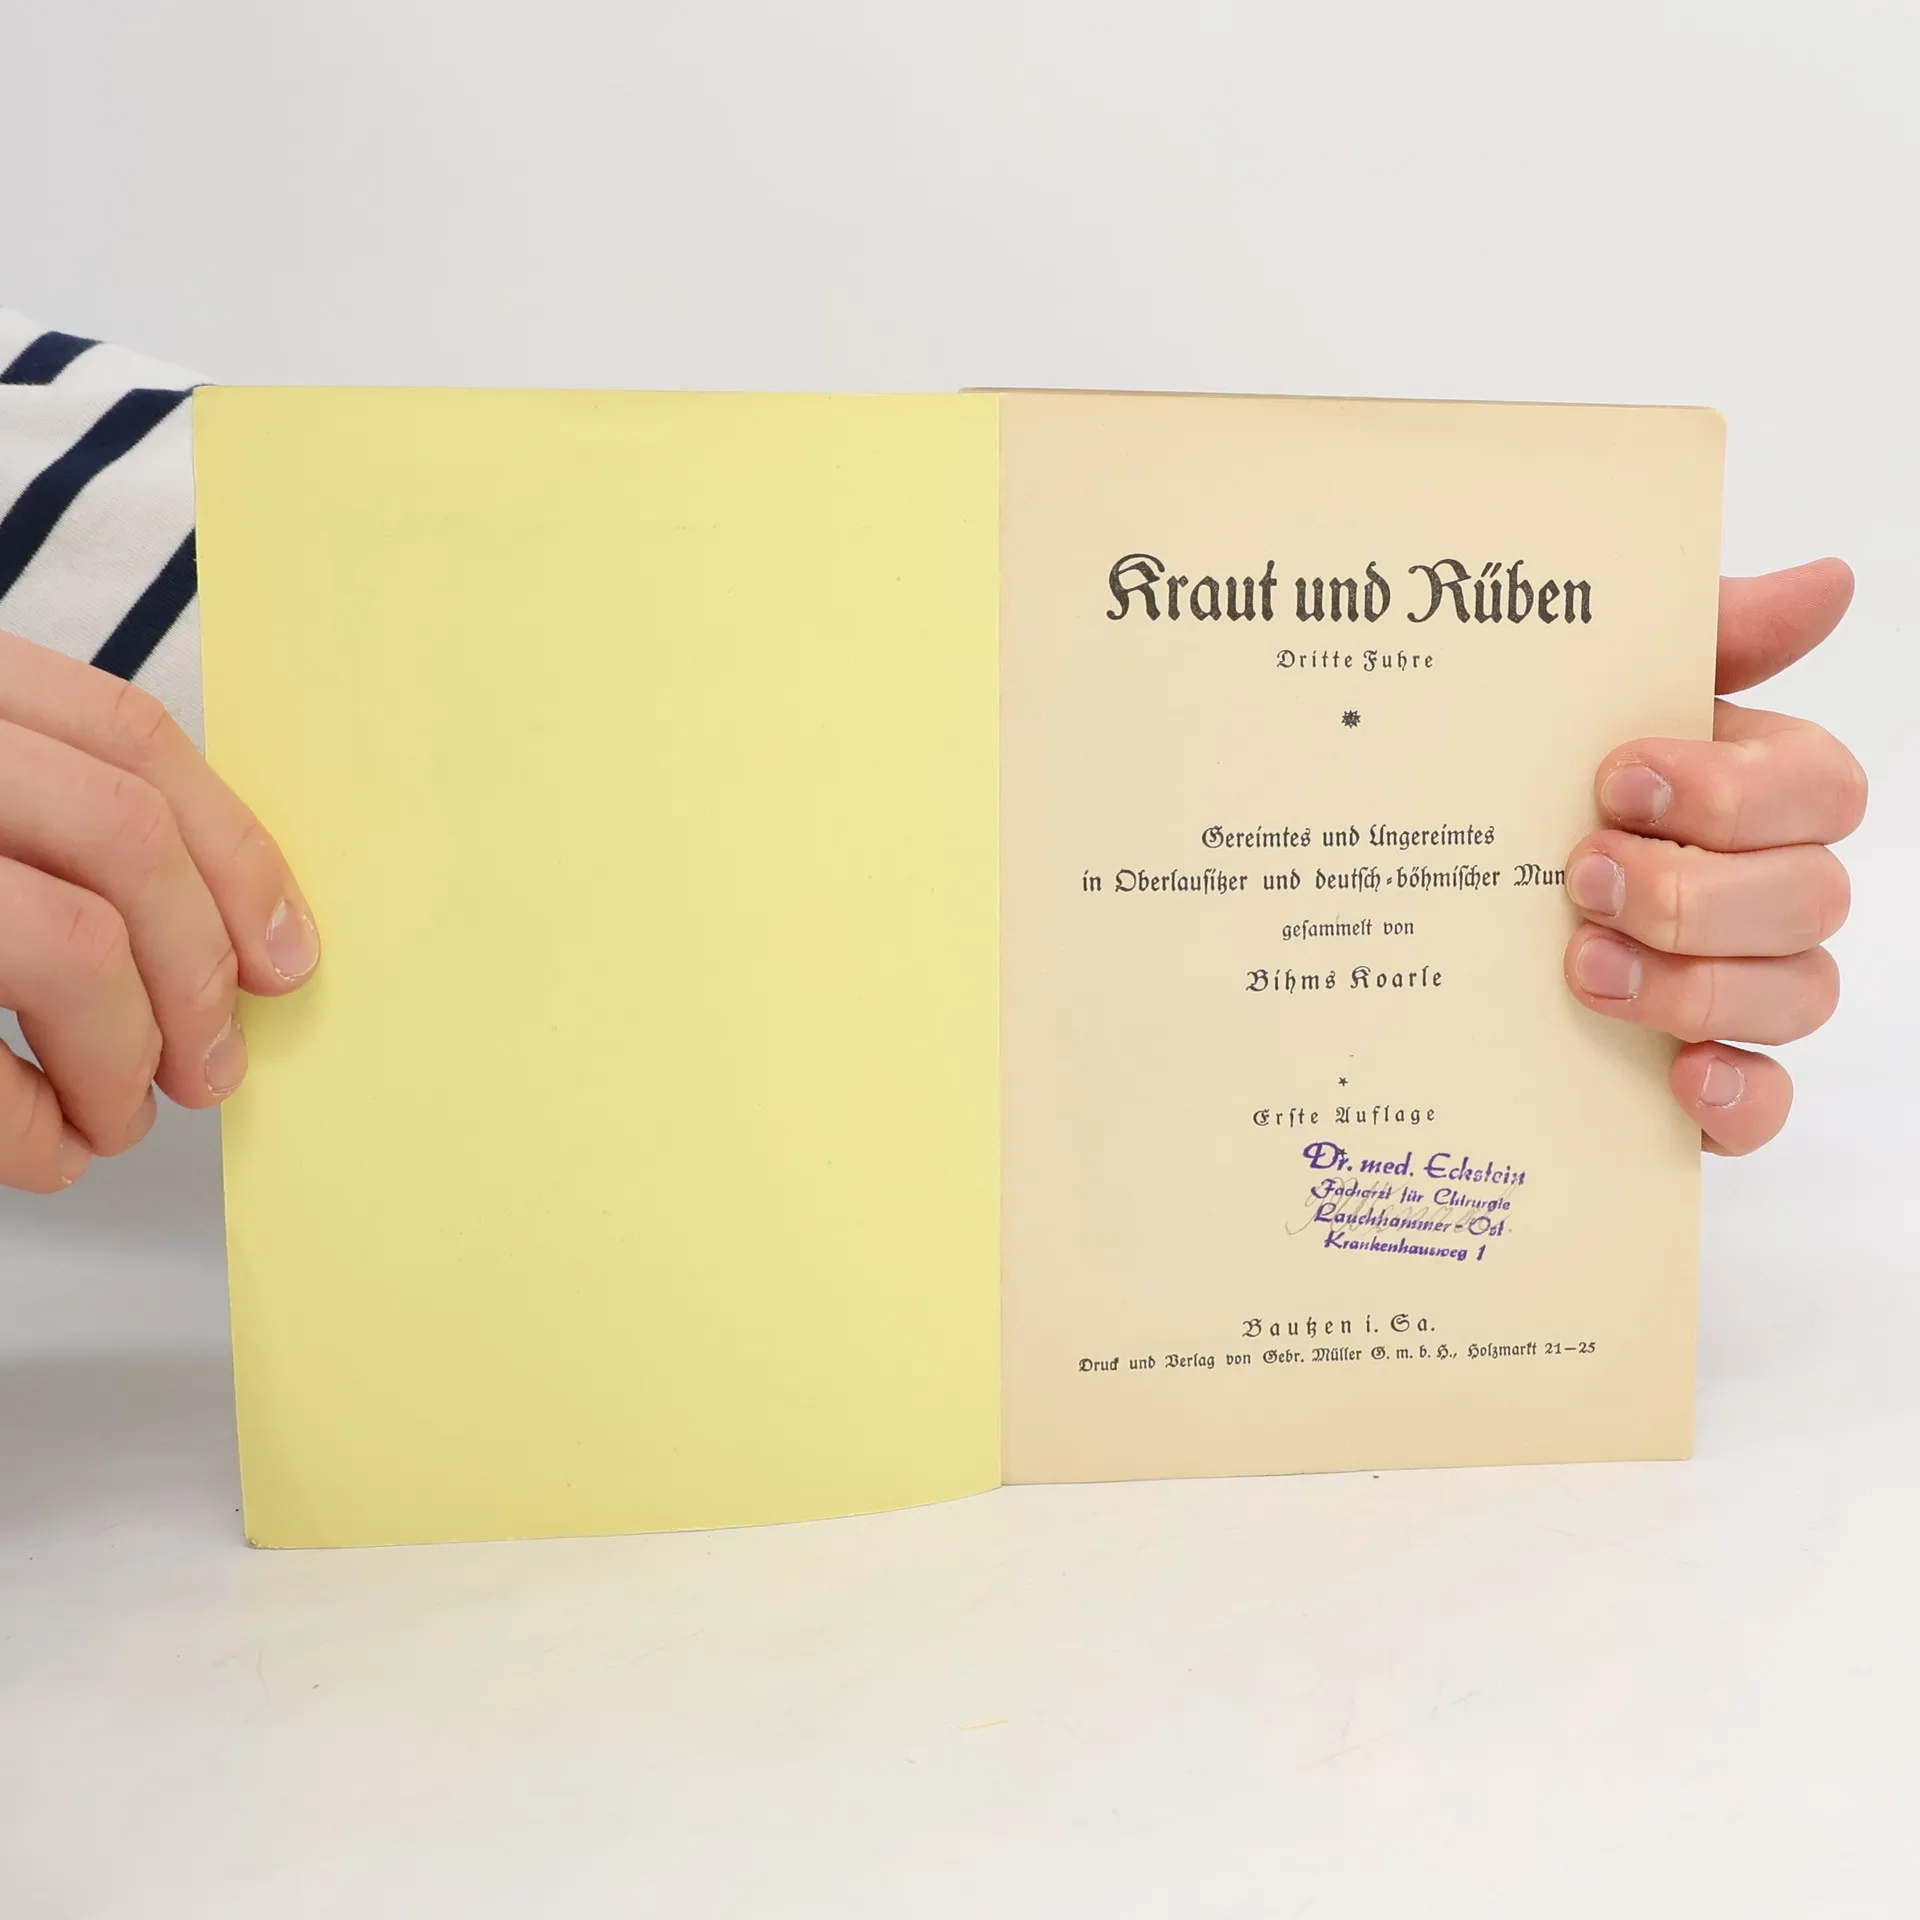 Kraut und Rüben
Dritte Fuhre
Gereimtes und Ungereimtes
in Oberlausitzer und deutsch-böhmischer Mun
gesammelt von
Bihms Koarle
Erste Auflage
Dr. med. Eckstein
Facharzt für Chirurgie
Lauchhammer-Ost
Krankenhausweg 1
Bautzen i. Sa.
Druck und Verlag von Gebr. Müller G. m. b. H., Holzmarkt 21—25